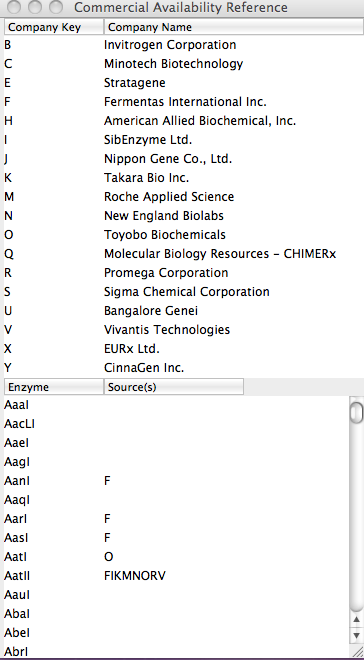 Commercial Availability Reference
Company Key Company Name
B Invitrogen Corporation
C Minotech Biotechnology
E Stratagene
F Fermentas International Inc.
H American Allied Biochemical, Inc.
I SibEnzyme Ltd.
J Nippon Gene Co., Ltd.
K Takara Bio Inc.
M Roche Applied Science
N New England Biolabs
O Toyobo Biochemicals
Q Molecular Biology Resources - CHIMERx
R Promega Corporation
S Sigma Chemical Corporation
U Bangalore Genei
V Vivantis Technologies
X EURx Ltd.
Y CinnaGen Inc.
Enzyme Source(s)
AaaI
AacLI
AaeI
AagI
AanI F
AaqI
AarI F
AasI F
AatI O
AatII FIKMNORV
AauI
AbaI
AbeI
AbrI